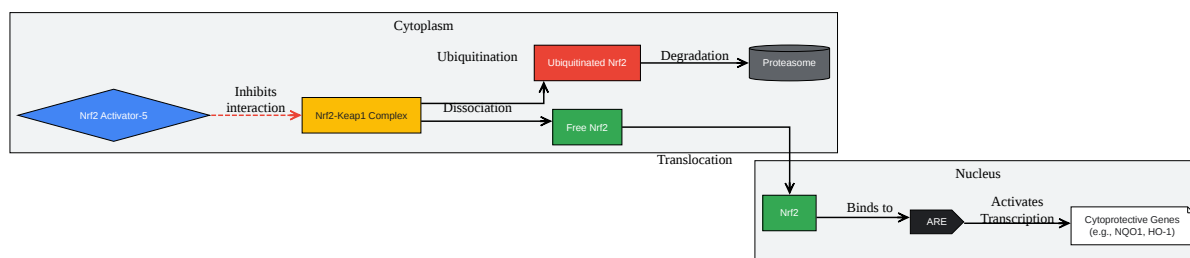 Cytoplasm
Ubiquitination
Ubiquitinated Nrf2
Degradation
Proteasome
Nrf2 Activator-5
Inhibits
interaction
Nrf2-Keap1 Complex
Dissociation
Free Nrf2
Translocation
Nucleus
Nrf2
Binds to
ARE
Activates
Transcription
Cytoprotective Genes
(e.g., NQO1, HO-1)